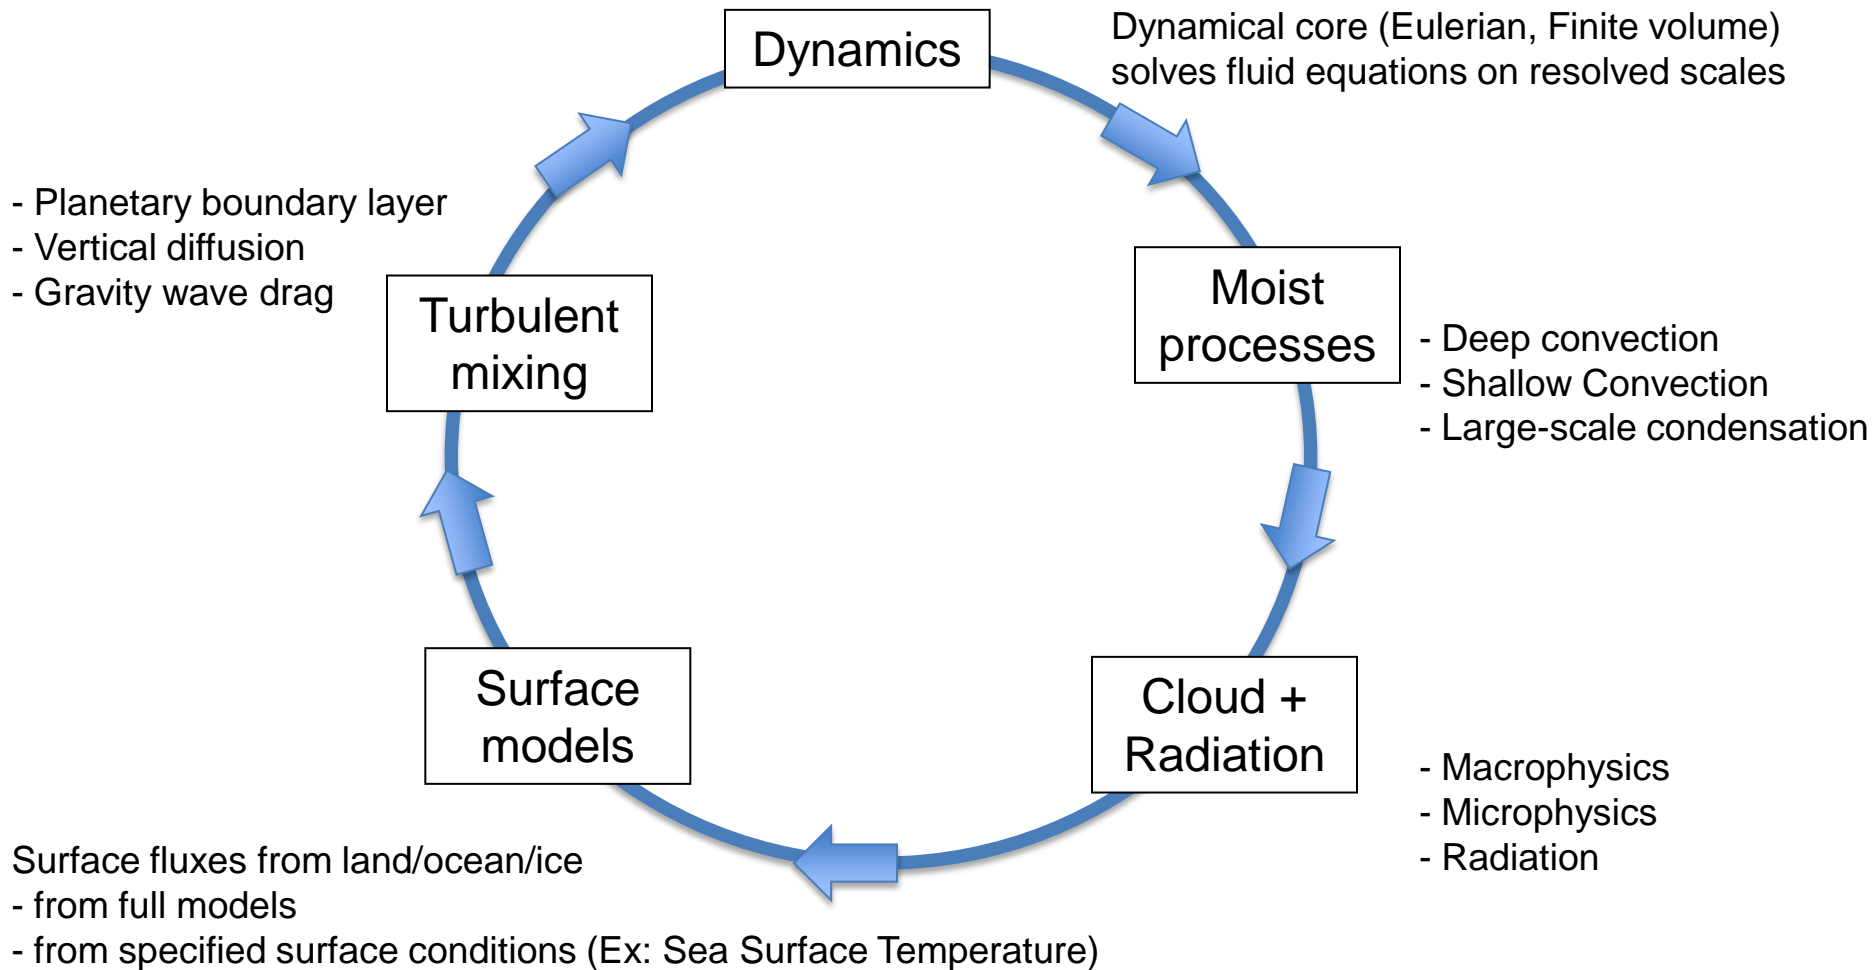 Dynamics
Dynamical core (Eulerian, Finite volume)
solves fluid equations on resolved scales
- Planetary boundary layer
- Vertical diffusion
- Gravity wave drag
Turbulent
mixing
Moist
processes
- Deep convection
- Shallow Convection
- Large-scale condensation
Surface
models
Cloud +
Radiation
- Macrophysics
- Microphysics
- Radiation
Surface fluxes from land/ocean/ice
- from full models
- from specified surface conditions (Ex: Sea Surface Temperature)